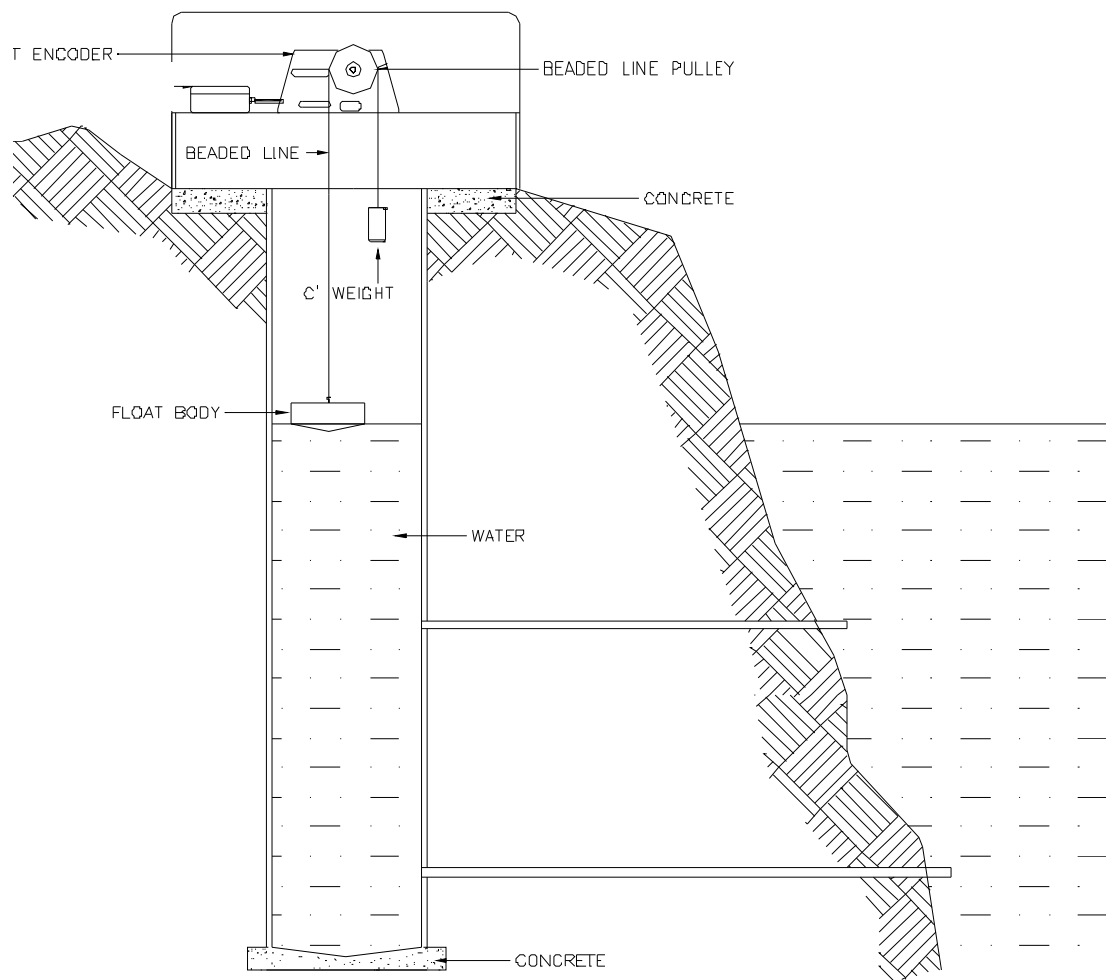 T ENCODER
BEADED LINE PULLEY
BEADED LINE
CONCRETE
C' WEIGHT
FLOAT BODY
WATER
CONCRETE